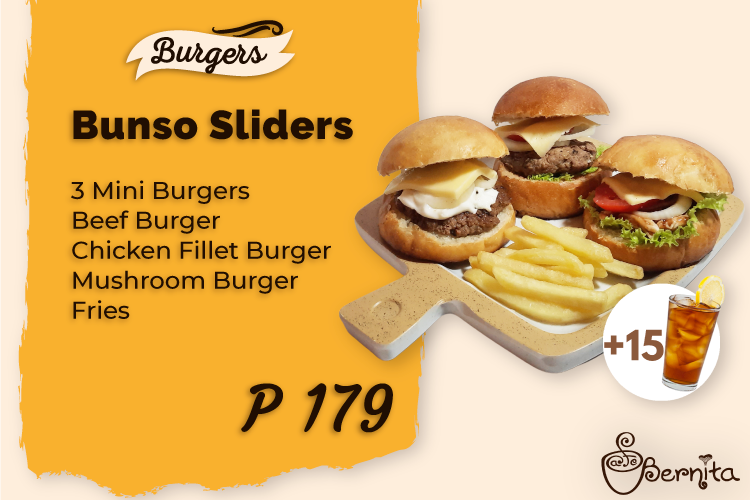 Burgers
Bunso Sliders
3 Mini Burgers
Beef Burger
Chicken Fillet Burger
Mushroom Burger
Fries
+15
P 179
Bernita